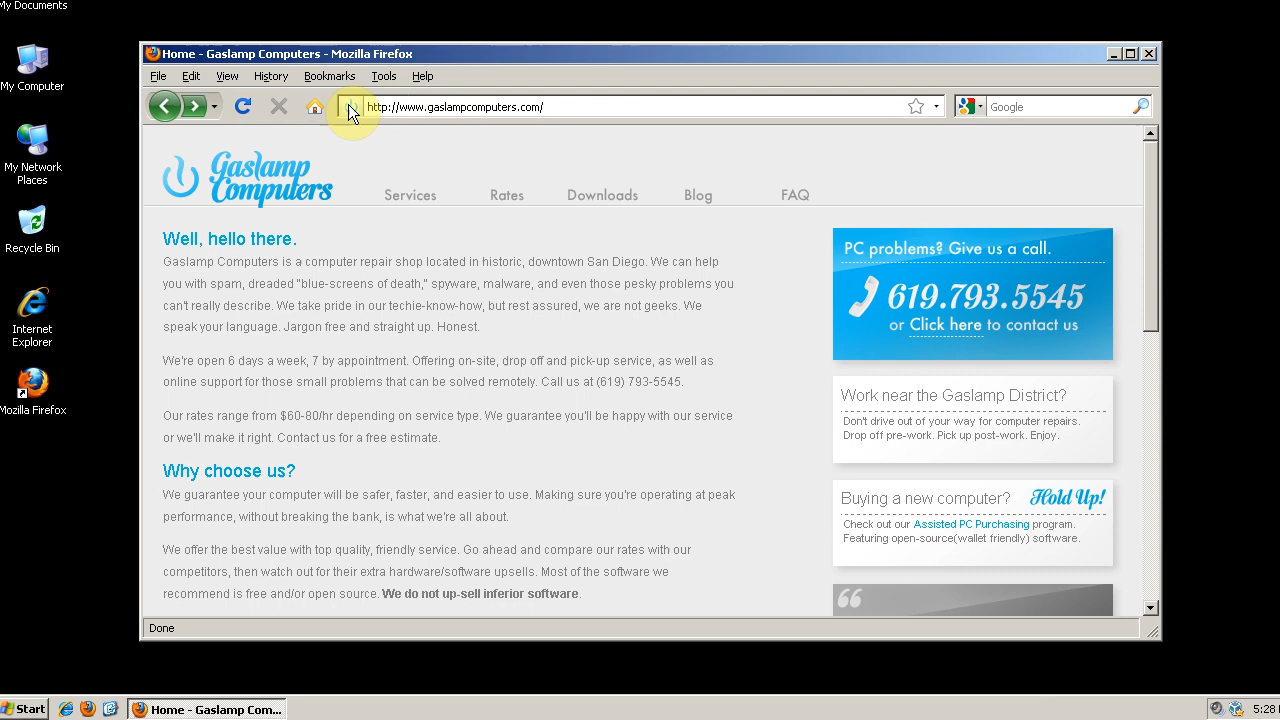 My Documents
My Computer
My Network
Places
Recycle Bin
Internet
Explorer
Mozilla Firefox
Home - Gaslamp Computers - Mozilla Firefox
File Edit View History Bookmarks Tools Help
http://www.gaslampcomputers.com/
Google
Gaslamp
Computers
Services Rates Downloads Blog FAQ
Well, hello there.
Gaslamp Computers is a computer repair shop located in historic, downtown San Diego. We can help
you with spam, dreaded "blue-screens of death," spyware, malware, and even those pesky problems you
can't really describe. We take pride in our techie-know-how, but rest assured, we are not geeks. We
speak your language. Jargon free and straight up. Honest.
We're open 6 days a week, 7 by appointment. Offering on-site, drop off and pick-up service, as well as
online support for those small problems that can be solved remotely. Call us at (619) 793-5545.
Our rates range from $60-80/hr depending on service type. We guarantee you'll be happy with our service
or we'll make it right. Contact us for a free estimate.
Why choose us?
We guarantee your computer will run safer, faster, and easier to use. Making sure you're operating at peak
performance, without breaking the bank, is what we're all about.
We offer the best value with top quality, friendly service. Go ahead and compare our rates with our
competitors, then watch out for their extra hardware/software upsells. Most of the software we
recommend is free and/or open source. We do not up-sell inferior software.
PC problems? Give us a call.
619.793.5545
or Click here to contact us
Work near the Gaslamp District?
Don't drive out of your way for computer repairs.
Drop off pre-work. Pick up post-work. Enjoy.
Buying a new computer? Hold Up!
Check out our Assisted PC Purchasing program.
Featuring open-source(wallet friendly) software.
“
Done
Start
Home - Gaslamp Com...
5:28